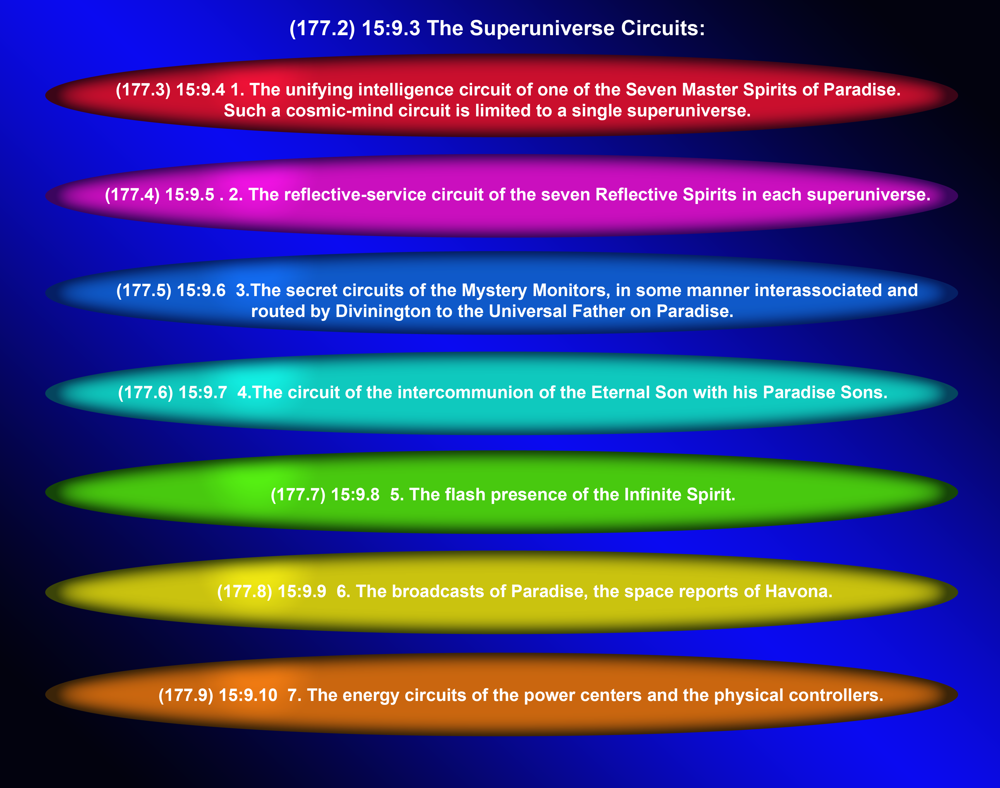 (177.2) 15:9.3 The Superuniverse Circuits:
(177.3) 15:9.4 1. The unifying intelligence circuit of one of the Seven Master Spirits of Paradise.
Such a cosmic-mind circuit is limited to a single superuniverse.
(177.4) 15:9.5 . 2. The reflective-service circuit of the seven Reflective Spirits in each superuniverse.
(177.5) 15:9.6  3.The secret circuits of the Mystery Monitors, in some manner interassociated and
routed by Divinington to the Universal Father on Paradise.
(177.6) 15:9.7  4.The circuit of the intercommunion of the Eternal Son with his Paradise Sons.
(177.7) 15:9.8  5. The flash presence of the Infinite Spirit.
(177.8) 15:9.9  6. The broadcasts of Paradise, the space reports of Havona.
(177.9) 15:9.10  7. The energy circuits of the power centers and the physical controllers.